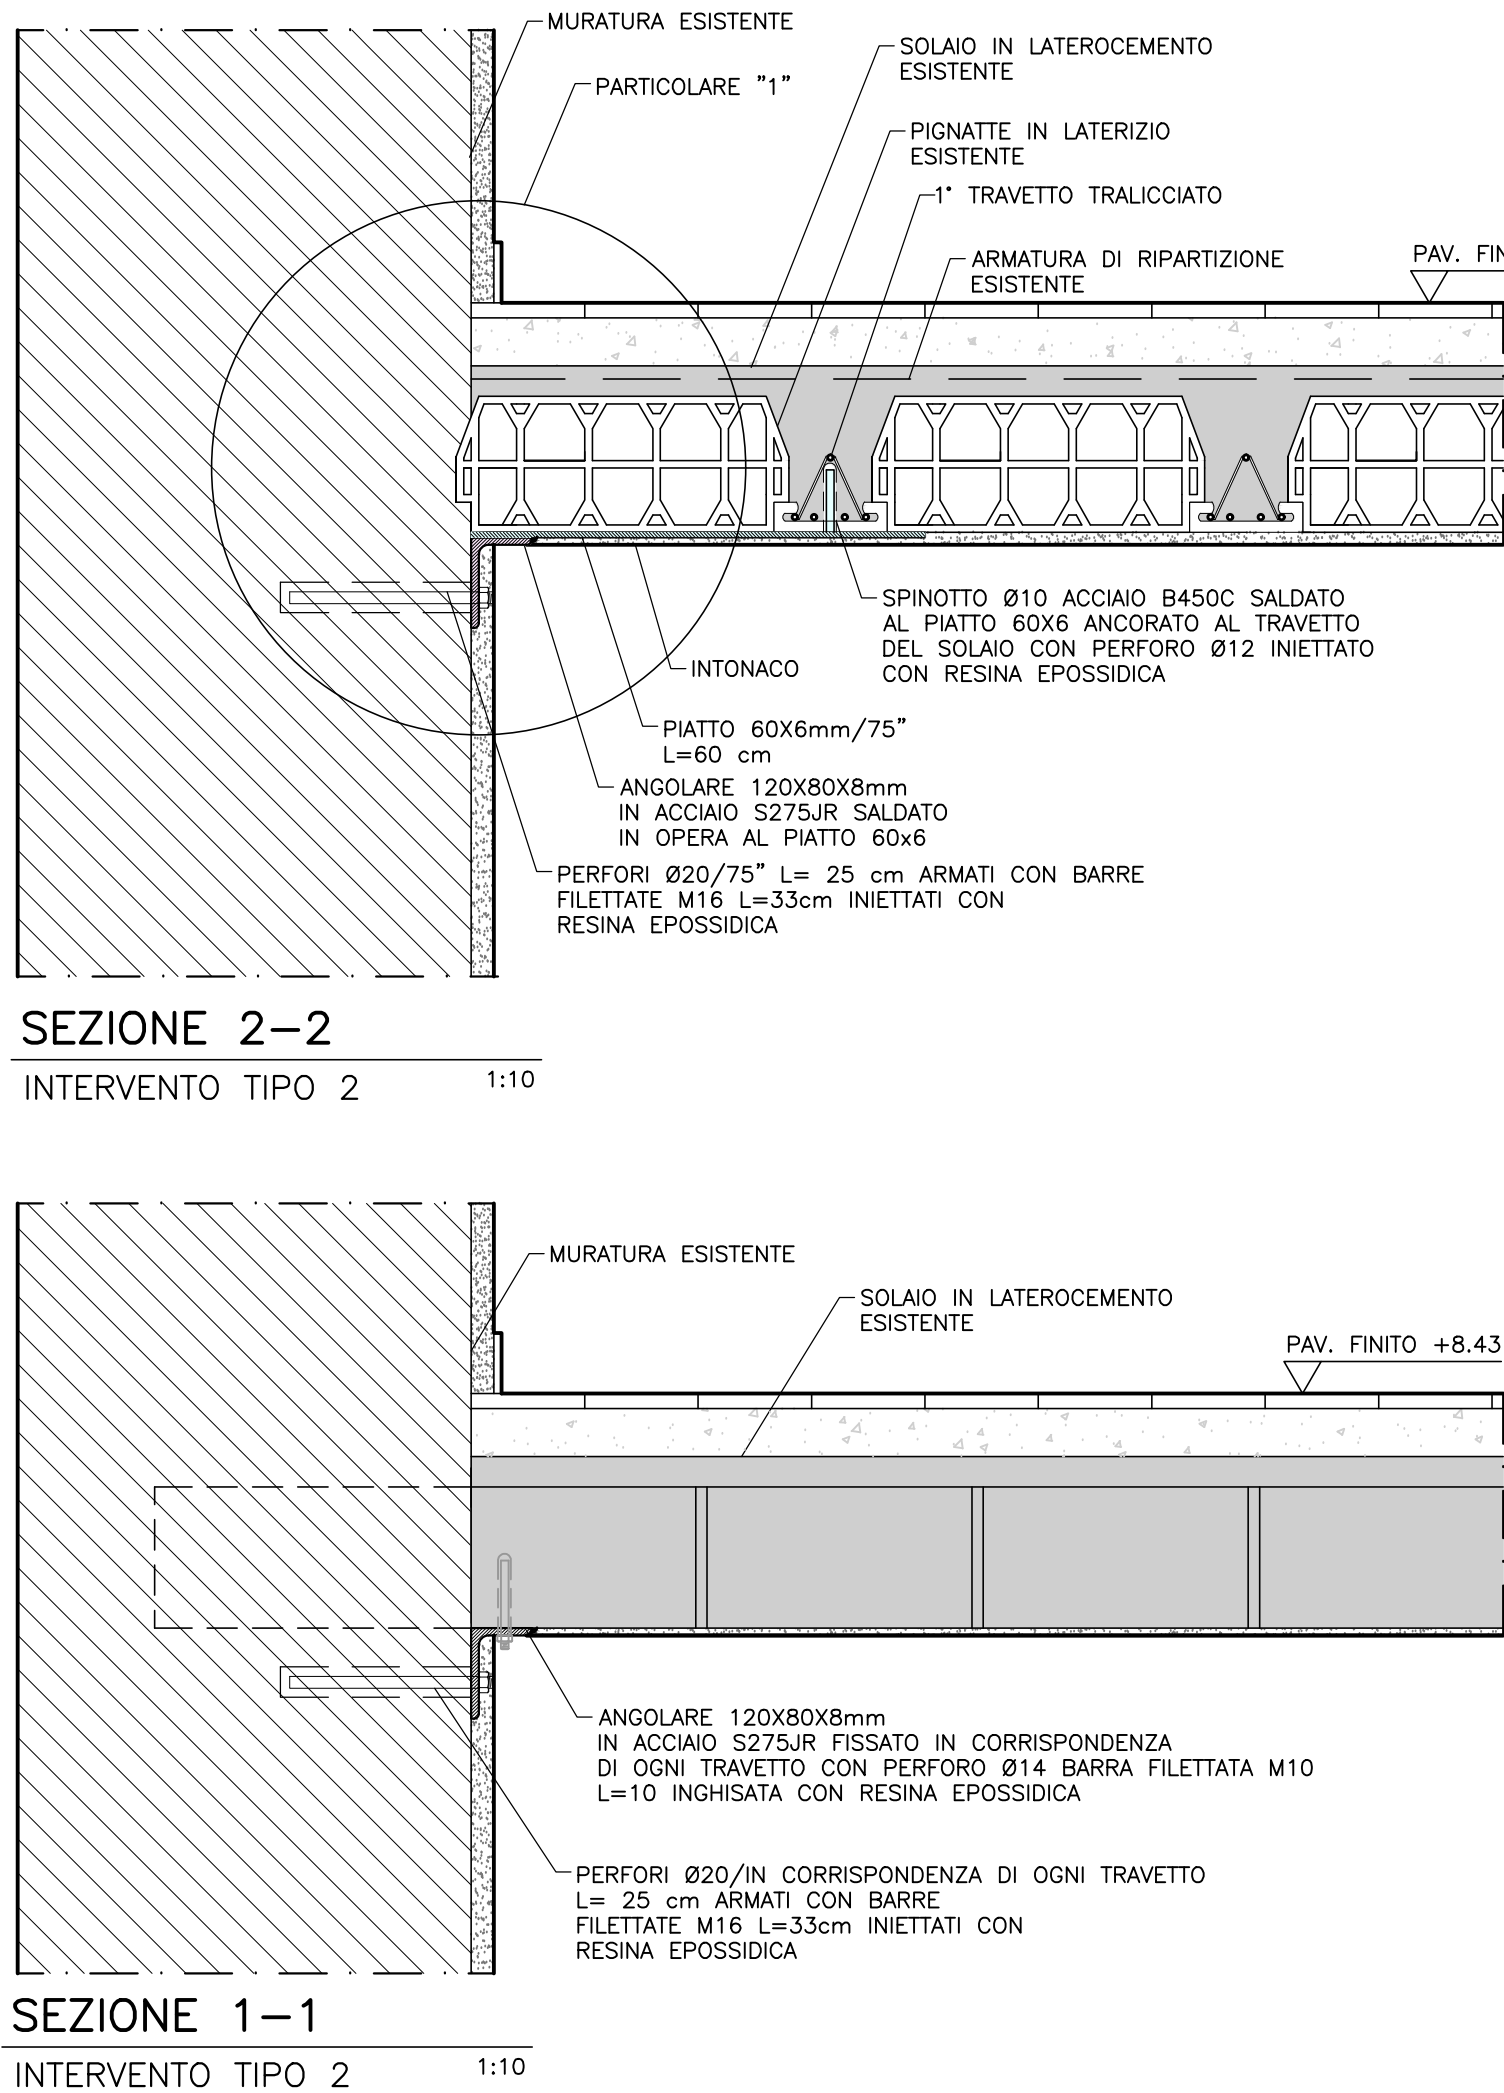 MURATURA ESISTENTE
SOLAIO IN LATEROCEMENTO
ESISTENTE
PARTICOLARE "1"
PIGNATTE IN LATERIZIO
ESISTENTE
1° TRAVETTO TRALICCIATO
ARMATURA DI RIPARTIZIONE
ESISTENTE
PAV. FIN
SPINOTTO Ø10 ACCIAIO B450C SALDATO
AL PIATTO 60X6 ANCORATO AL TRAVETTO
DEL SOLAIO CON PERFORO Ø12 INIETTATO
CON RESINA EPOSSIDICA
INTONACO
PIATTO 60X6mm/75"
L=60 cm
ANGOLARE 120X80X8mm
IN ACCIAIO S275JR SALDATO
IN OPERA AL PIATTO 60x6
PERFORI Ø20/75" L= 25 cm ARMATI CON BARRE
FILETTATE M16 L=33cm INIETTATI CON
RESINA EPOSSIDICA
SEZIONE 2-2
INTERVENTO TIPO 2 1:10
MURATURA ESISTENTE
SOLAIO IN LATEROCEMENTO
ESISTENTE
PAV. FINITO +8.43
ANGOLARE 120X80X8mm
IN ACCIAIO S275JR FISSATO IN CORRISPONDENZA
DI OGNI TRAVETTO CON PERFORO Ø14 BARRA FILETTATA M10
L=10 INGHISATA CON RESINA EPOSSIDICA
PERFORI Ø20/IN CORRISPONDENZA DI OGNI TRAVETTO
L= 25 cm ARMATI CON BARRE
FILETTATE M16 L=33cm INIETTATI CON
RESINA EPOSSIDICA
SEZIONE 1-1
INTERVENTO TIPO 2 1:10